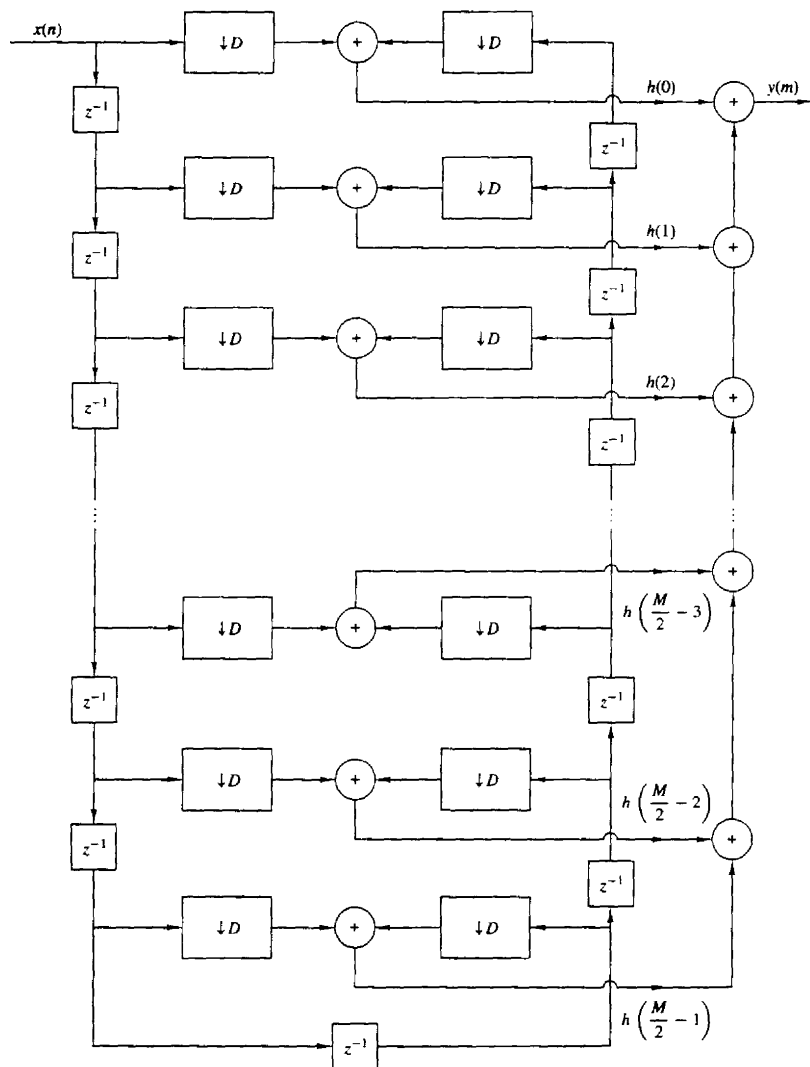 x(n)
↓D
+
↓D
h(0)
+
y(m)
z⁻¹
z⁻¹
↓D
+
↓D
h(1)
+
z⁻¹
z⁻¹
↓D
+
↓D
h(2)
+
z⁻¹
z⁻¹
...
...
...
+
↓D
+
↓D
h(M/2 − 3)
z⁻¹
z⁻¹
↓D
+
↓D
h(M/2 − 2)
+
z⁻¹
z⁻¹
↓D
+
↓D
h(M/2 − 1)
z⁻¹